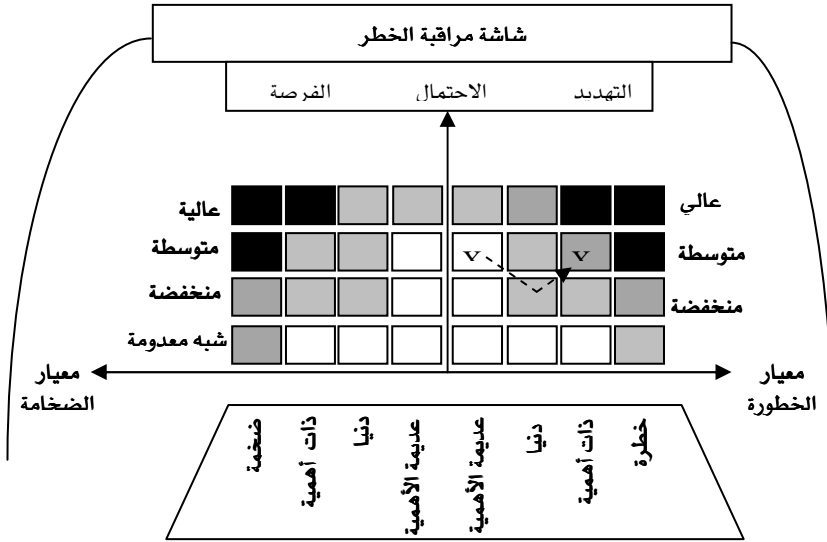 شاشة مراقبة الخطر
التهديد الاحتمال الفرصة
عالي عالية
متوسطة V V متوسطة
منخفضة منخفضة
شبه معدومة
معيار الخطورة
معيار الضخامة
خطرة
ذات أهمية
دنيا
عديمة الأهمية
عديمة الأهمية
دنيا
ذات أهمية
ضخمة